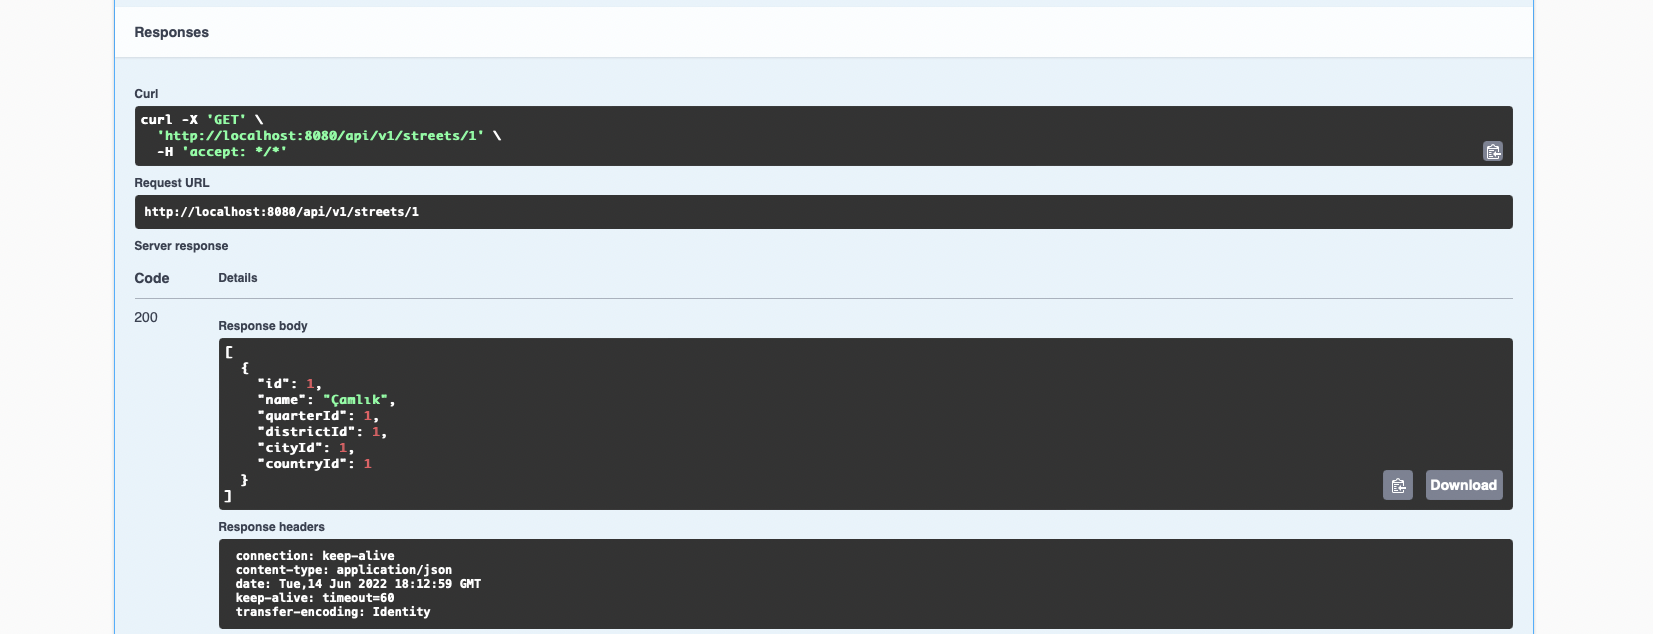 Responses
Curl
curl -X 'GET' \
'http://localhost:8080/api/v1/streets/1' \
-H 'accept: */*'
Request URL
http://localhost:8080/api/v1/streets/1
Server response
Code Details
200
Response body
[
{
"id": 1,
"name": "Çamlık",
"quarterId": 1,
"districtId": 1,
"cityId": 1,
"countryId": 1
}
]
Download
Response headers
connection: keep-alive
content-type: application/json
date: Tue,14 Jun 2022 18:12:59 GMT
keep-alive: timeout=60
transfer-encoding: Identity